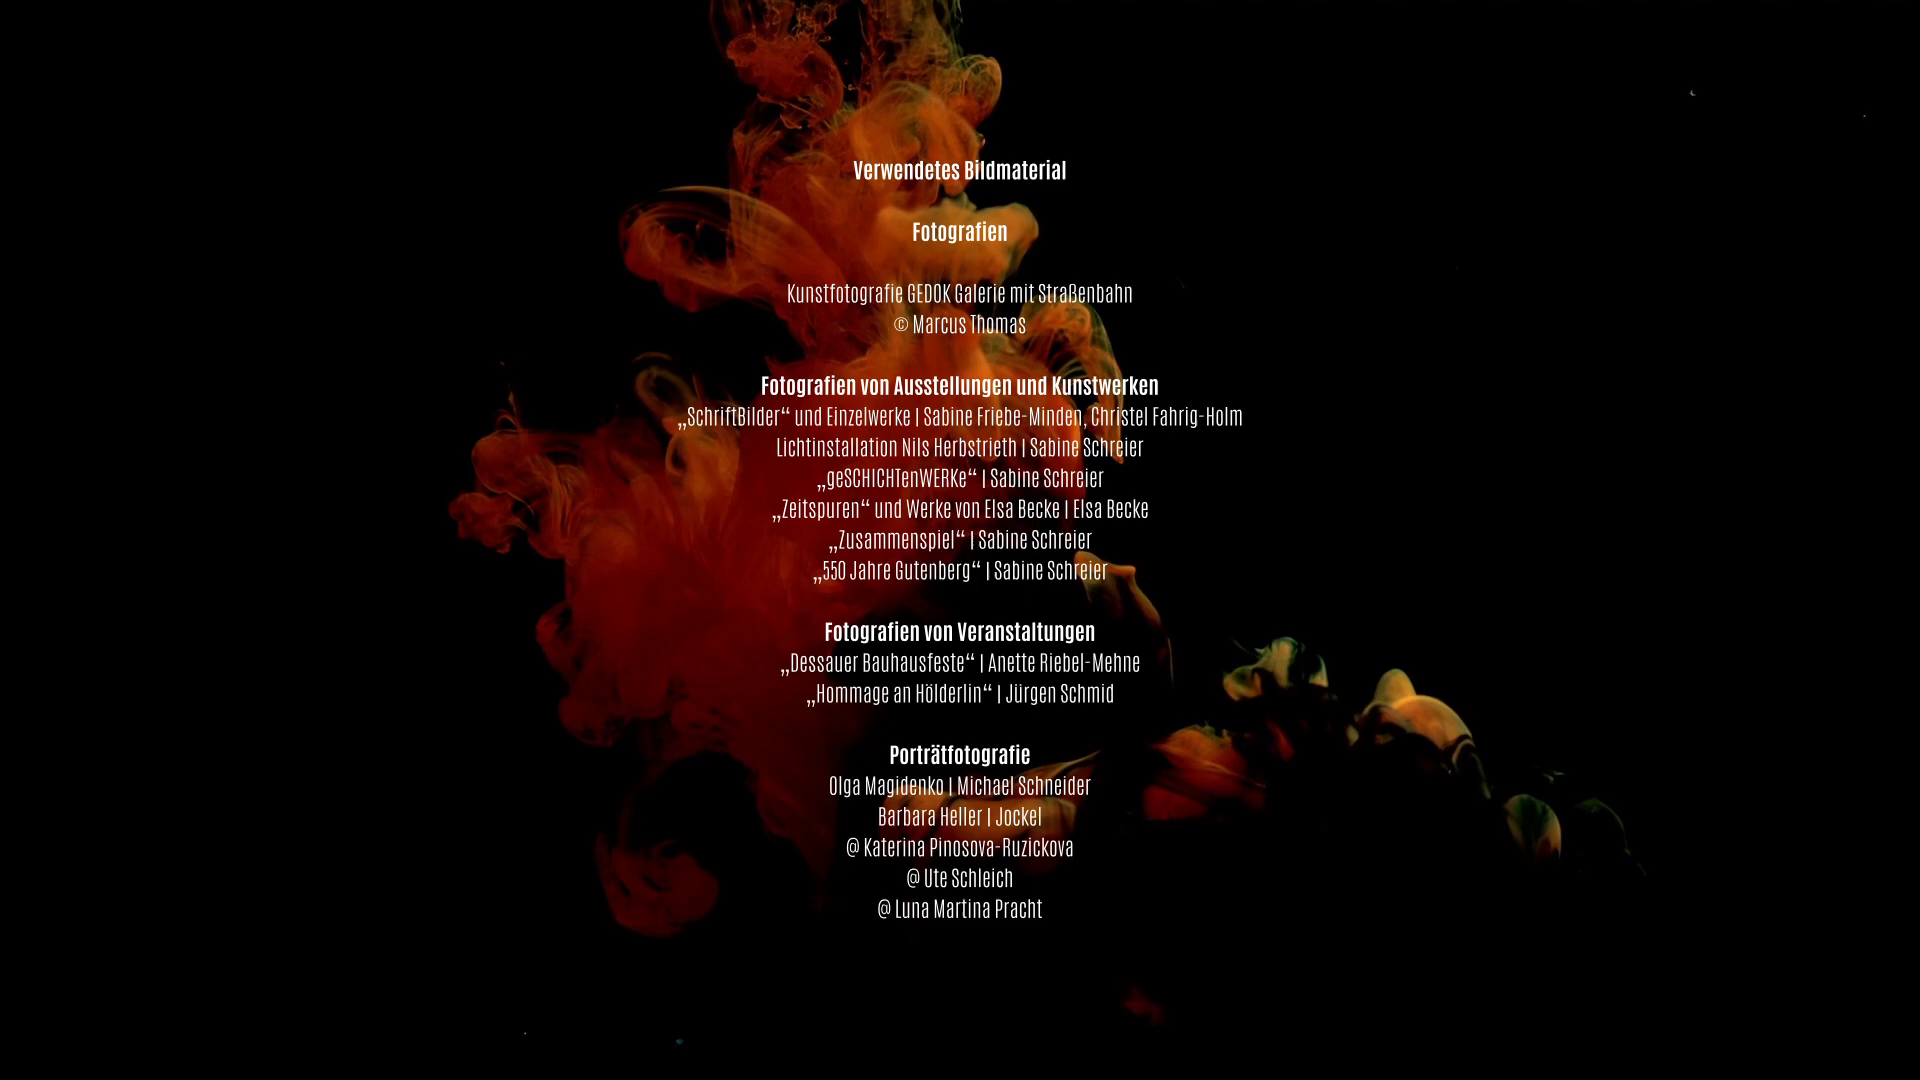 Verwendetes Bildmaterial
Fotografien
Kunstfotografie GEDOK Galerie mit Straßenbahn
© Marcus Thomas
Fotografien von Ausstellungen und Kunstwerken
„SchriftBilder“ und Einzelwerke | Sabine Friebe-Minden, Christel Fahrig-Holm
Lichtinstallation Nils Herbstrieth | Sabine Schreier
„geSCHICHTenWERKe“ | Sabine Schreier
„Zeitspuren“ und Werke von Elsa Becke | Elsa Becke
„Zusammenspiel“ | Sabine Schreier
„550 Jahre Gutenberg“ | Sabine Schreier
Fotografien von Veranstaltungen
„Dessauer Bauhausfeste“ | Anette Riebel-Mehne
„Hommage an Hölderlin“ | Jürgen Schmid
Porträtfotografie
Olga Magidenko | Michael Schneider
Barbara Heller | Jockel
@ Katerina Pinosova-Ruzickova
@ Ute Schleich
@ Luna Martina Pracht